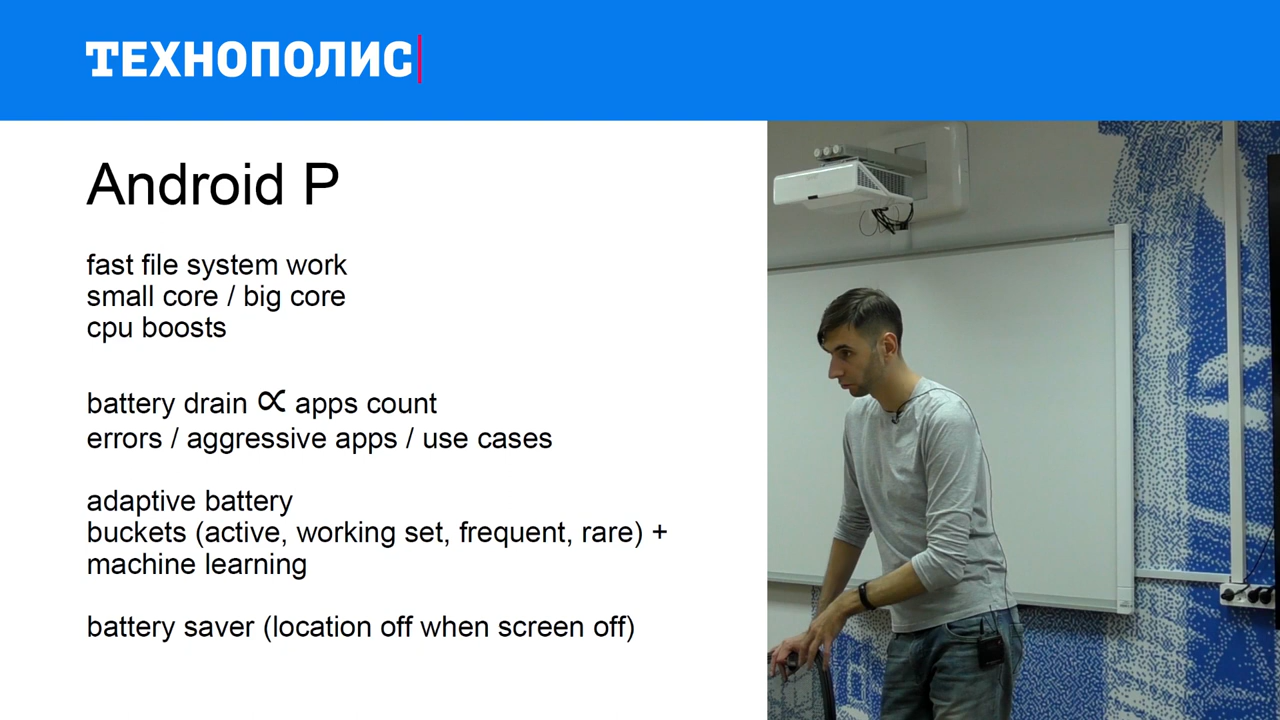 ТЕХНОПОЛИС
Android P
fast file system work
small core / big core
cpu boosts
battery drain ∝ apps count
errors / aggressive apps / use cases
adaptive battery
buckets (active, working set, frequent, rare) +
machine learning
battery saver (location off when screen off)